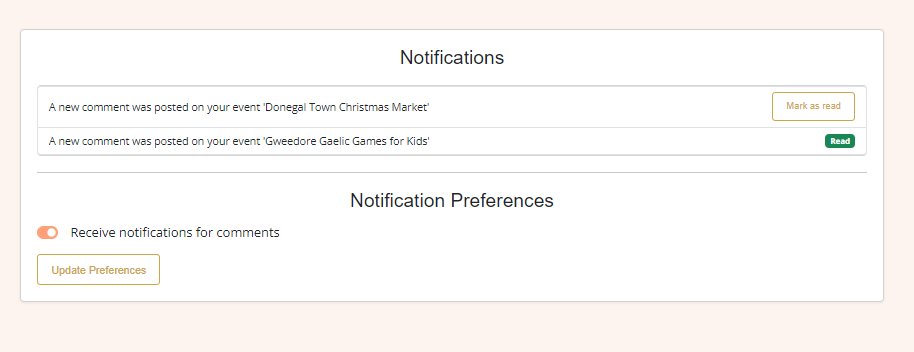 Notifications
A new comment was posted on your event 'Donegal Town Christmas Market'
Mark as read
A new comment was posted on your event 'Gweedore Gaelic Games for Kids'
Read
Notification Preferences
Receive notifications for comments
Update Preferences